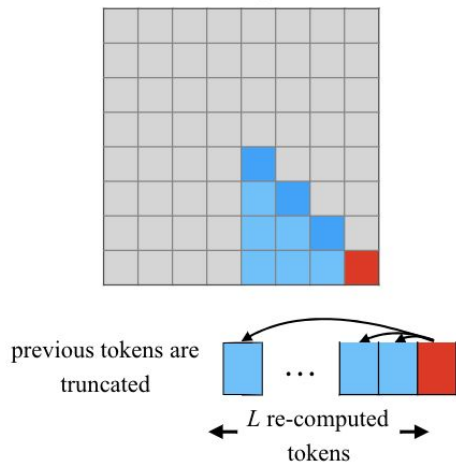 previous tokens are
truncated
...
L re-computed
tokens